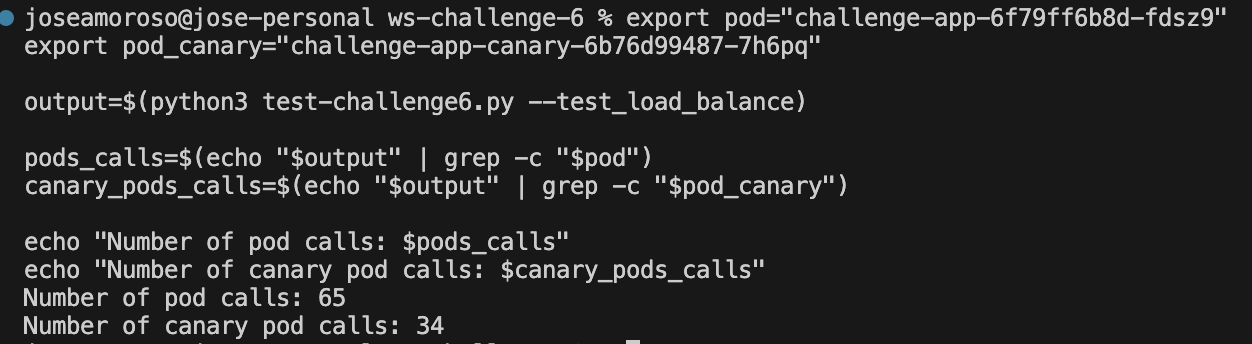 joseamoroso@jose-personal ws-challenge-6 % export pod="challenge-app-6f79ff6b8d-fdsz9"
export pod_canary="challenge-app-canary-6b76d99487-7h6pq"
output=$(python3 test-challenge6.py --test_load_balance)
pods_calls=$(echo "$output" | grep -c "$pod")
canary_pods_calls=$(echo "$output" | grep -c "$pod_canary")
echo "Number of pod calls: $pods_calls"
echo "Number of canary pod calls: $canary_pods_calls"
Number of pod calls: 65
Number of canary pod calls: 34